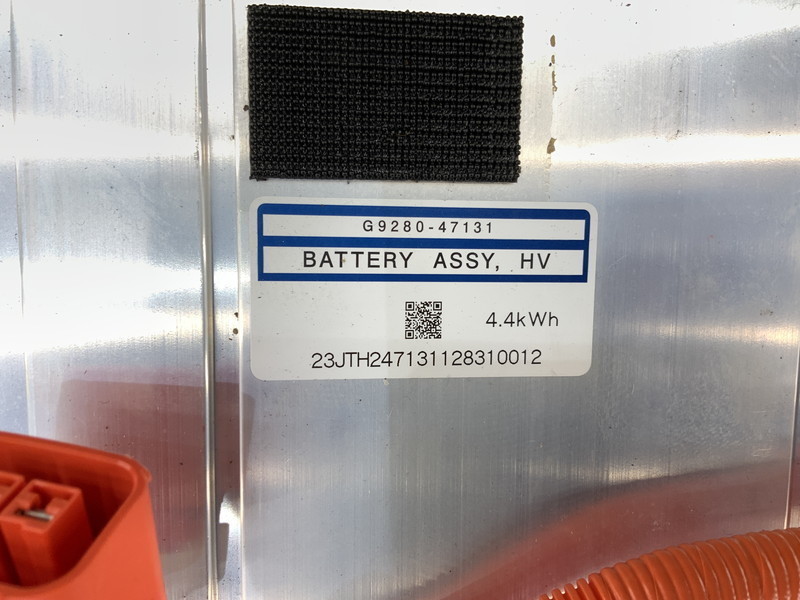 G9280-47131
BATTERY ASSY, HV
4.4kWh
23JTH247131128310012